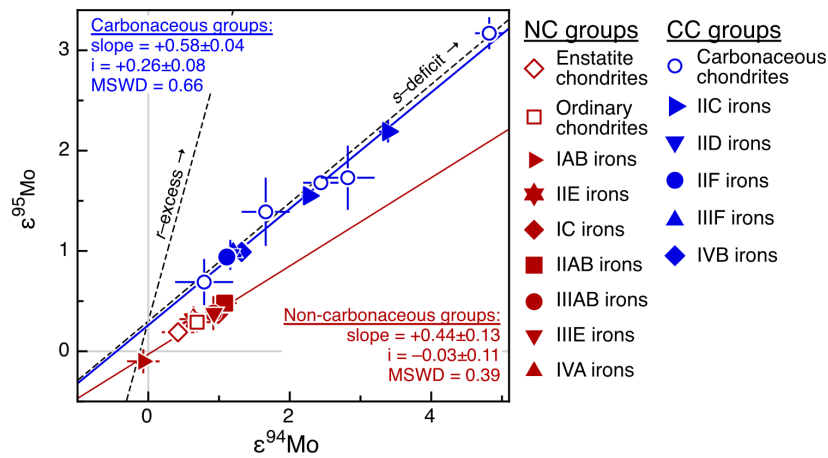 Carbonaceous groups:
slope = +0.58±0.04
i = +0.26±0.08
MSWD = 0.66
r–excess →
s–deficit →
Non-carbonaceous groups:
slope = +0.44±0.13
i = –0.03±0.11
MSWD = 0.39
3
2
1
0
ε95Mo
0
2
4
ε94Mo
NC groups
Enstatite
chondrites
Ordinary
chondrites
IAB irons
IIE irons
IC irons
IIAB irons
IIIAB irons
IIIE irons
IVA irons
CC groups
Carbonaceous
chondrites
IIC irons
IID irons
IIF irons
IIIF irons
IVB irons